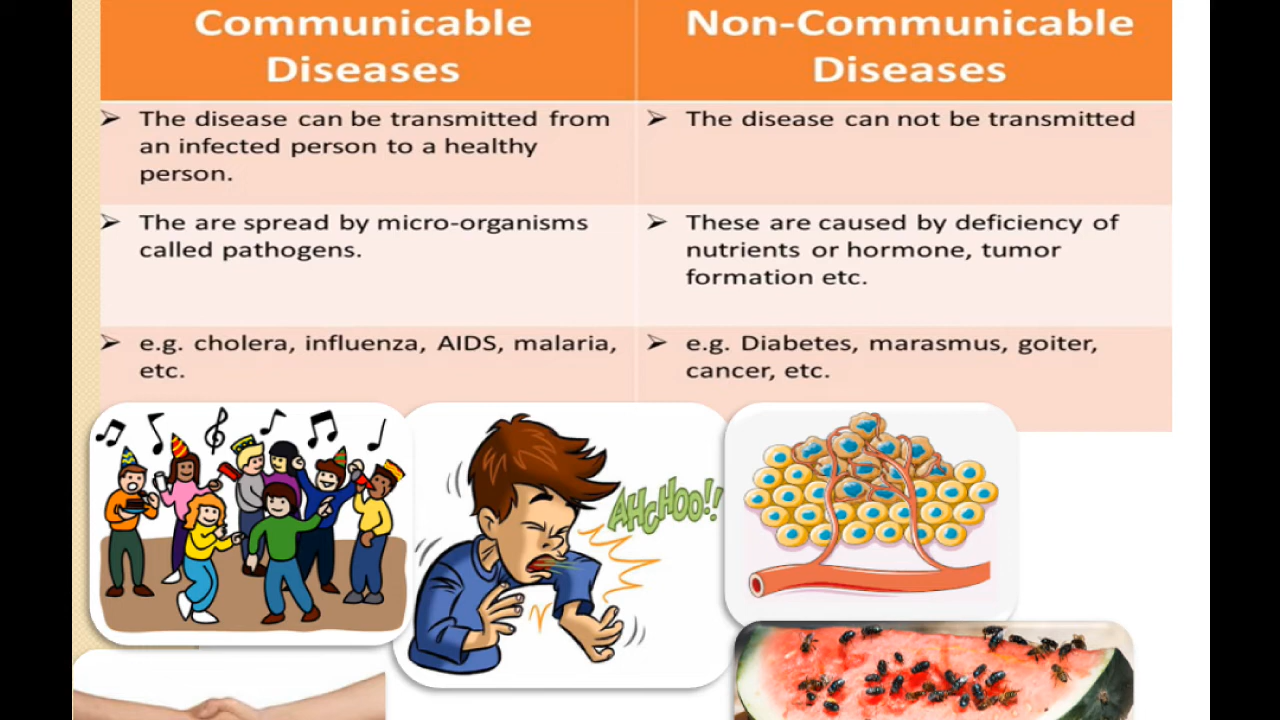 Communicable
Diseases
Non-Communicable
Diseases
➤ The disease can be transmitted from
an infected person to a healthy
person.
➤ The disease can not be transmitted
➤ The are spread by micro-organisms
called pathogens.
➤ These are caused by deficiency of
nutrients or hormone, tumor
formation etc.
➤ e.g. cholera, influenza, AIDS, malaria,
etc.
➤ e.g. Diabetes, marasmus, goiter,
cancer, etc.
AHCHOO!!